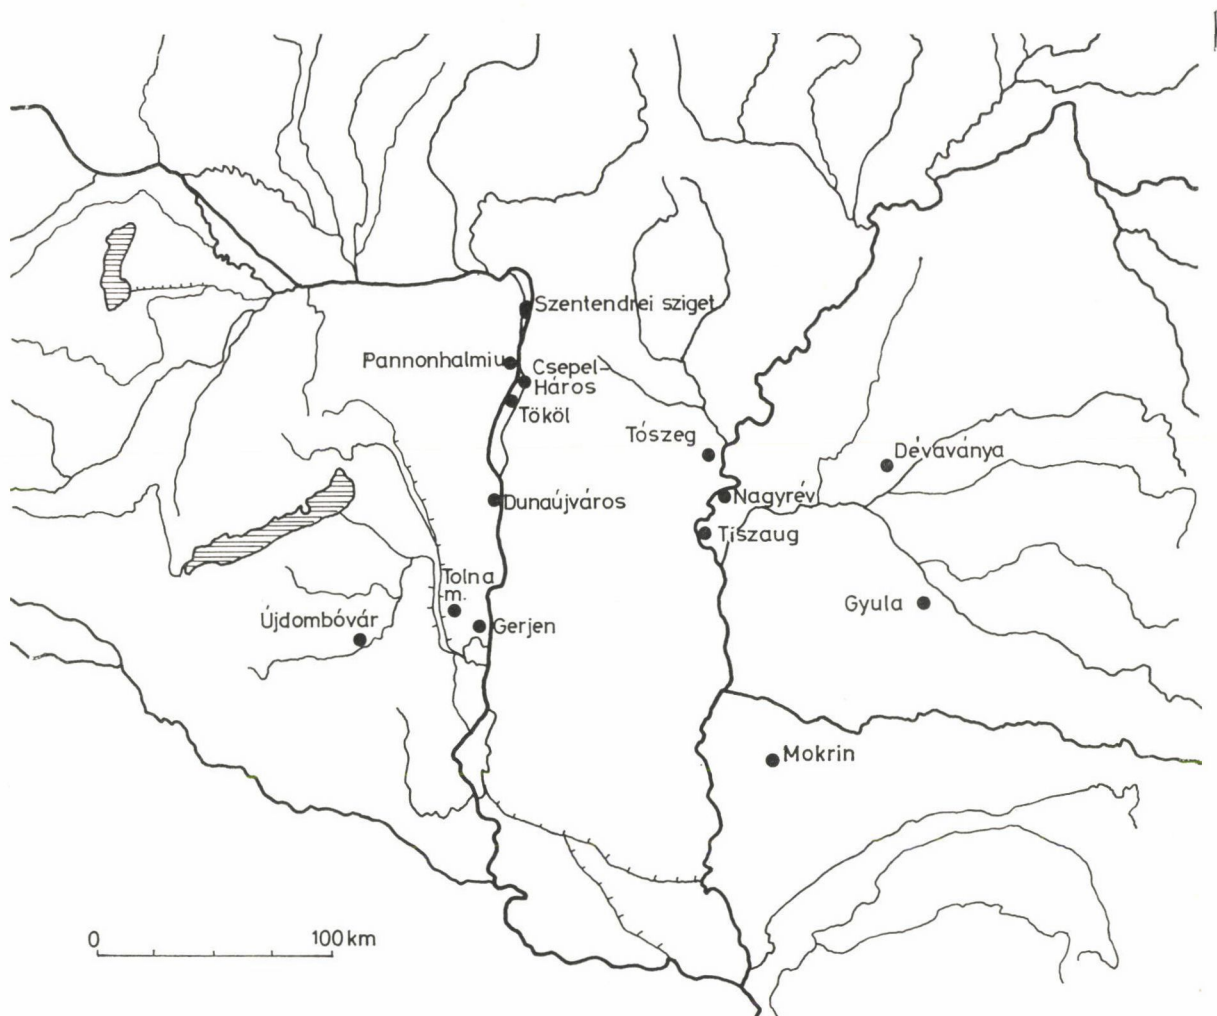 Szentendrei sziget
Pannonhalmiu
Csepel-
Háros
Tököl
Tószeg
Dévaványa
Nagyrév
Dunaújváros
Tiszaug
Tolna
m.
Gyula
Újdombóvár
Gerjen
Mokrin
0 100 km